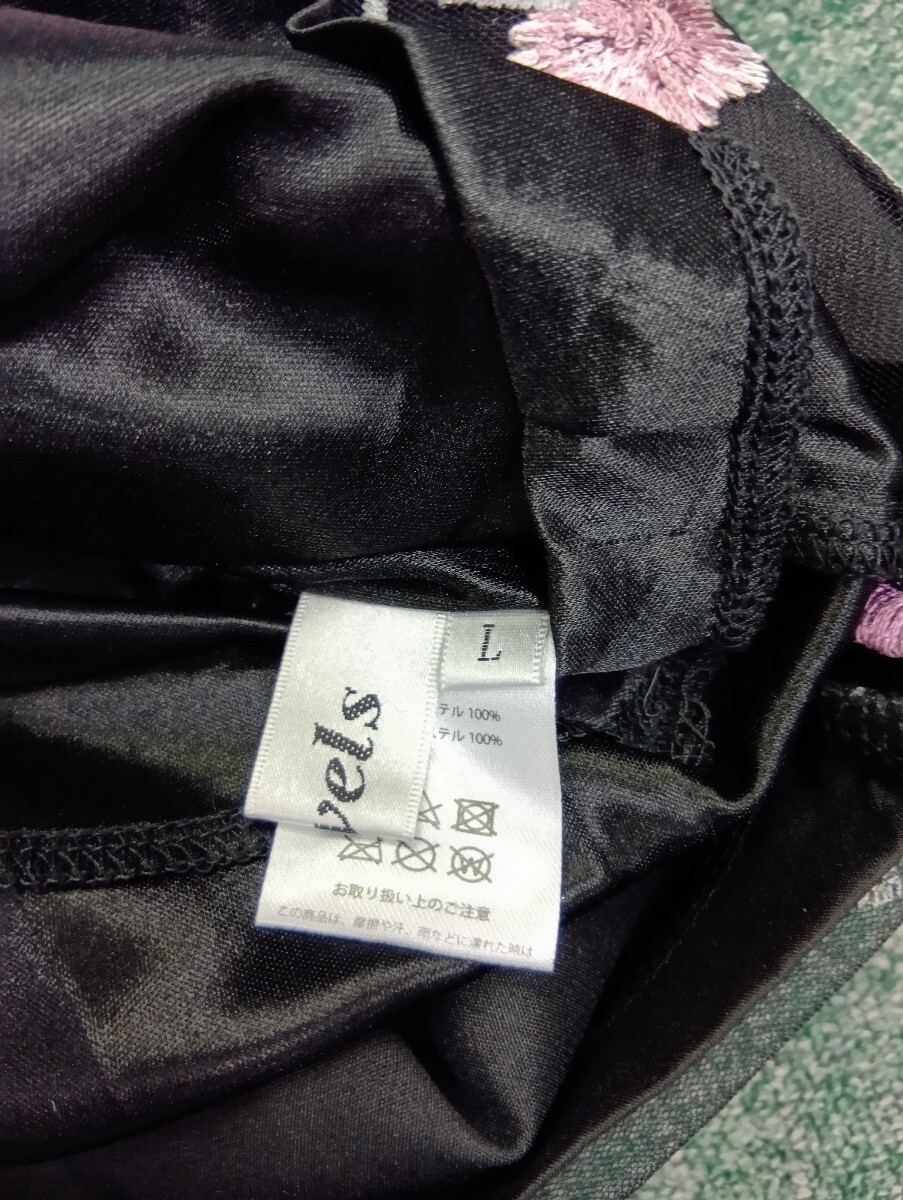 L
vels
テル 100%
ステル 100%
お取り扱い上のご注意
この商品は、摩擦や汗、雨などに濡れた時は